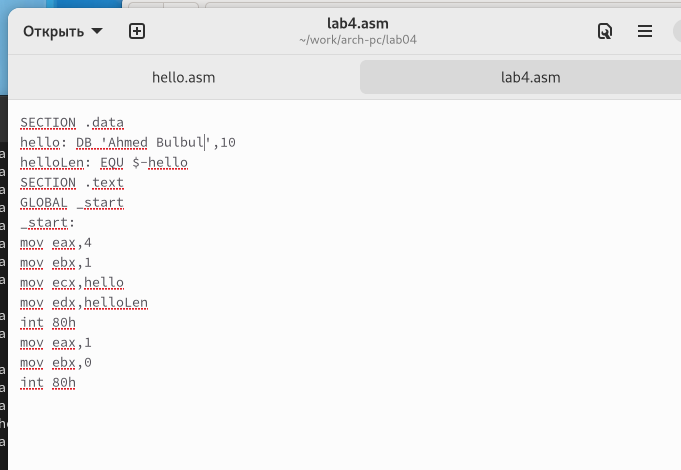 Открыть
lab4.asm
~/work/arch-pc/lab04
hello.asm
lab4.asm
SECTION .data
hello: DB 'Ahmed Bulbul',10
helloLen: EQU $-hello
SECTION .text
GLOBAL _start
_start:
mov eax,4
mov ebx,1
mov ecx,hello
mov edx,helloLen
int 80h
mov eax,1
mov ebx,0
int 80h